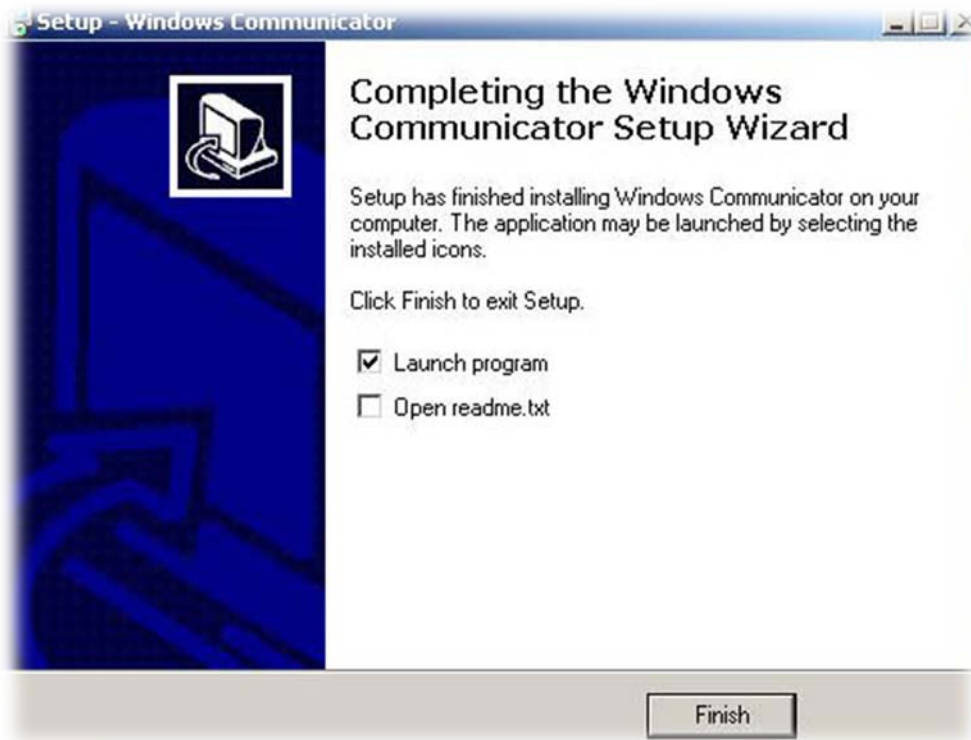 Setup - Windows Communicator
Completing the Windows
Communicator Setup Wizard
Setup has finished installing Windows Communicator on your
computer. The application may be launched by selecting the
installed icons.
Click Finish to exit Setup.
Launch program
Open readme.txt
Finish